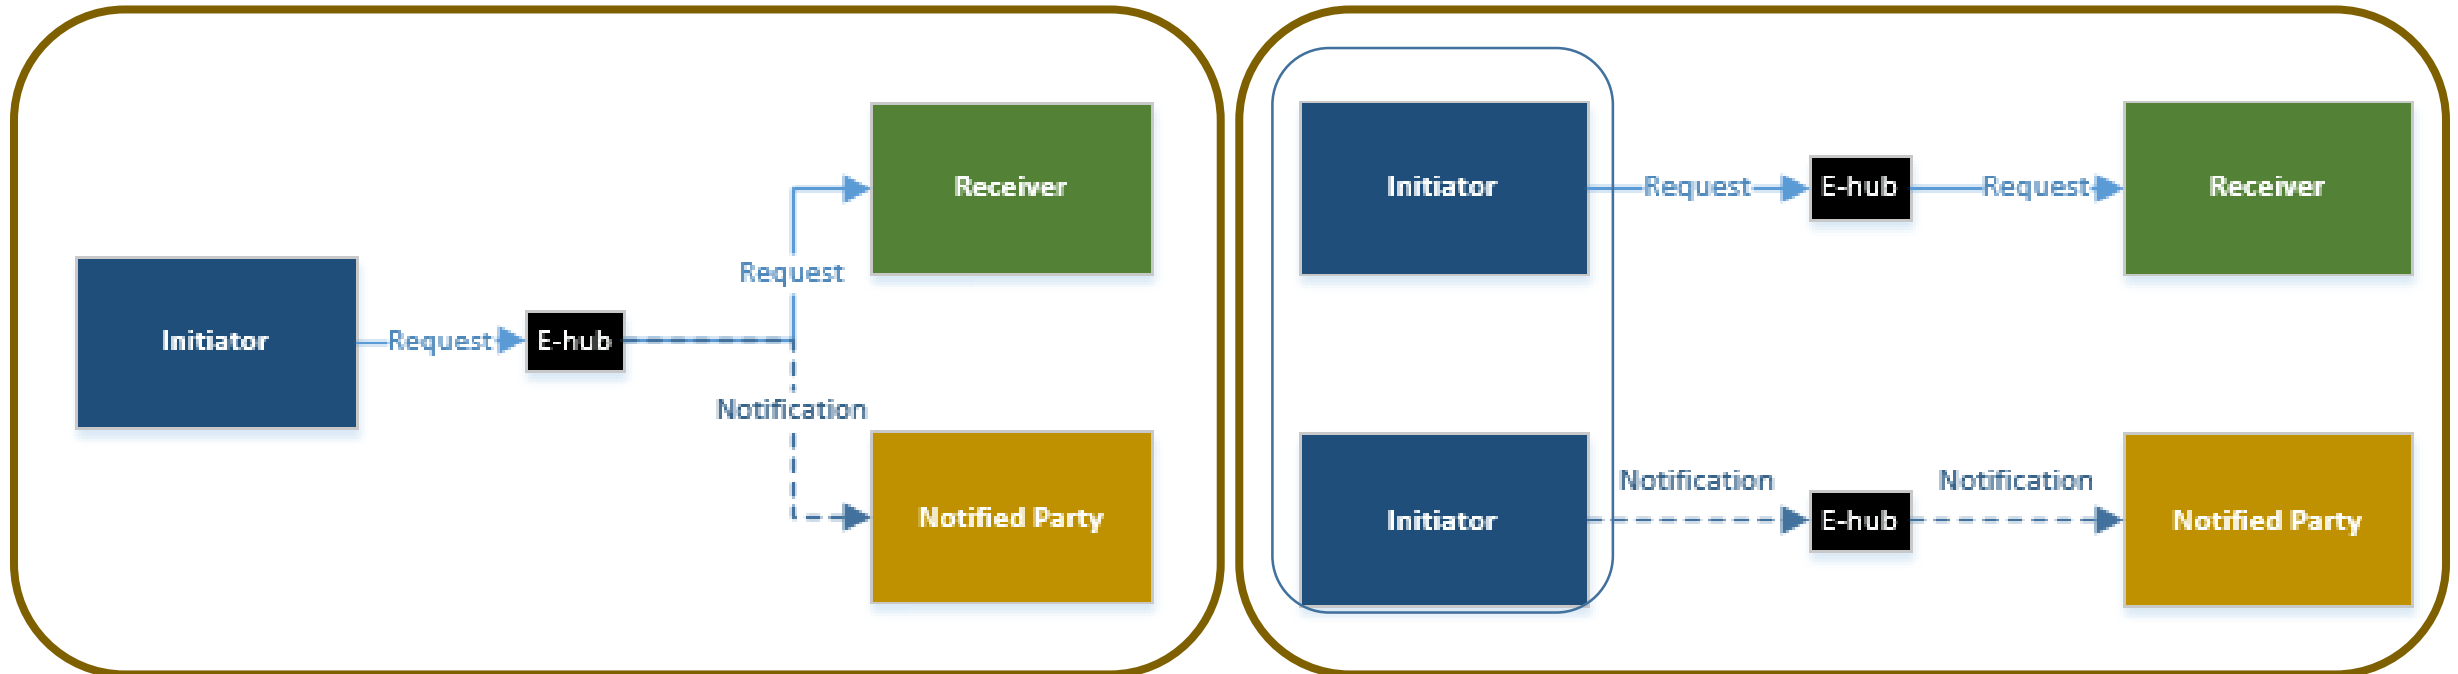 Receiver
Request
Initiator
Request
E-hub
Notification
Notified Party
Initiator
Request
E-hub
Request
Receiver
Notification
Notification
Initiator
E-hub
Notified Party